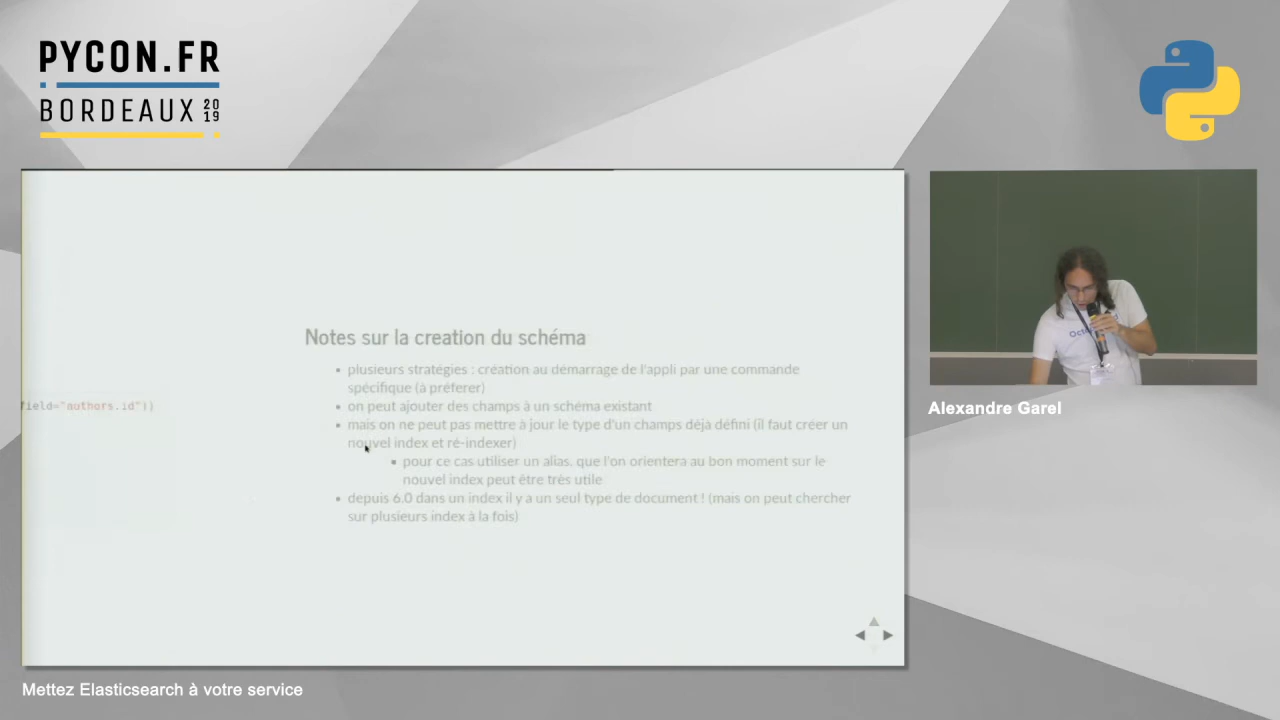 PYCON.FR
BORDEAUX 2019
Notes sur la creation du schéma
plusieurs stratégies : création au démarrage de l'appli par une commande
spécifique (à préferer)
field="authors.id"))
on peut ajouter des champs à un schéma existant
mais on ne peut pas mettre à jour le type d'un champs déjà défini (il faut créer un
nouvel index et ré-indexer)
pour ce cas utiliser un alias, que l'on orientera au bon moment sur le
nouvel index peut être très utile
depuis 6.0 dans un index il y a un seul type de document ! (mais on peut chercher
sur plusieurs index à la fois)
Alexandre Garel
Mettez Elasticsearch à votre service